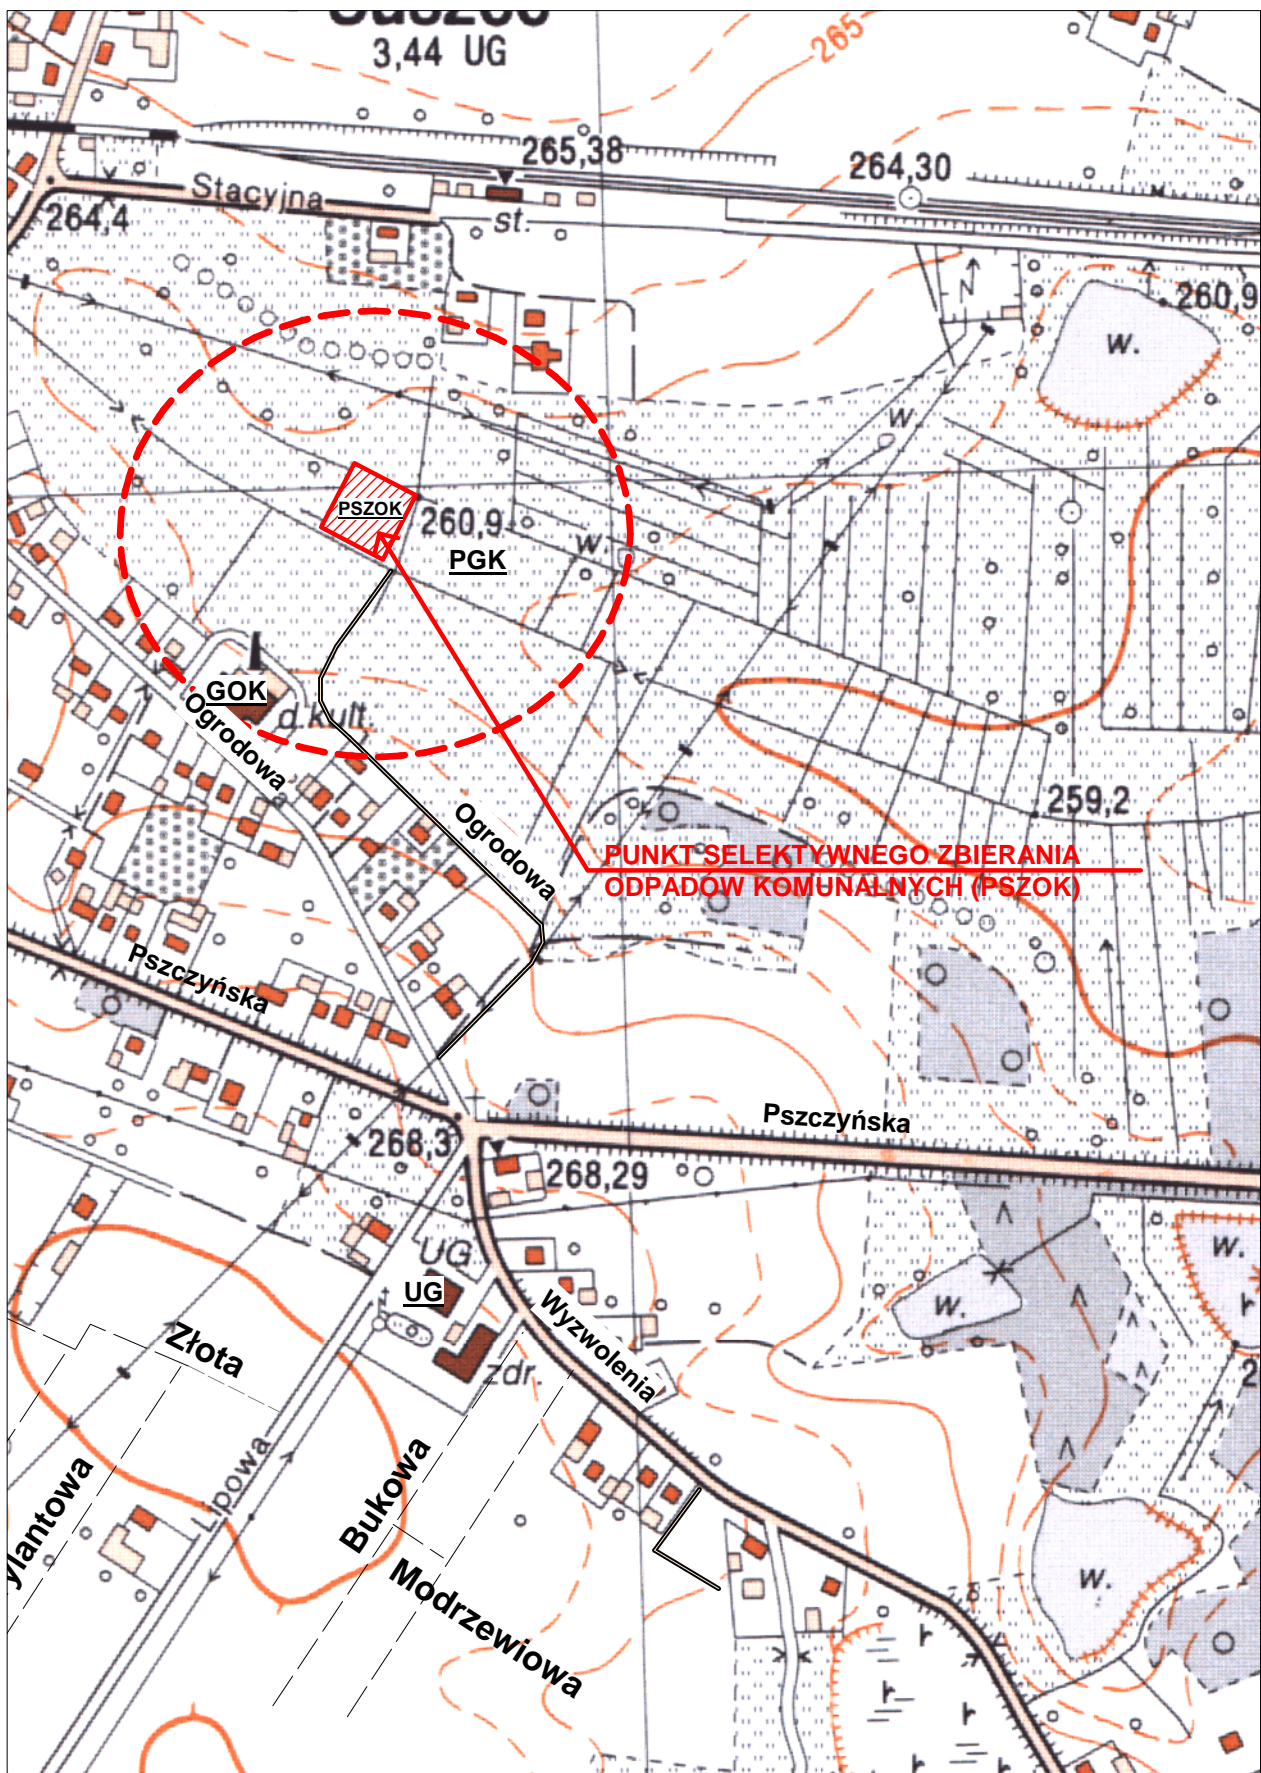 3,44 UG
265
265,38
264,30
Stacyjna
264,4
st.
N
260,9
w.
w.
PSZOK
260,9
PGK
w.
GOK
d.kult.
Ogrodowa
Ogrodowa
259,2
PUNKT SELEKTYWNEGO ZBIERANIA
ODPADÓW KOMUNALNYCH (PSZOK)
Pszczyńska
Pszczyńska
268,3
268,29
UG
UG
w.
w.
Wyzwolenia
Złota
zdr.
Lipowa
Bukowa
ylantowa
Modrzewiowa
w.